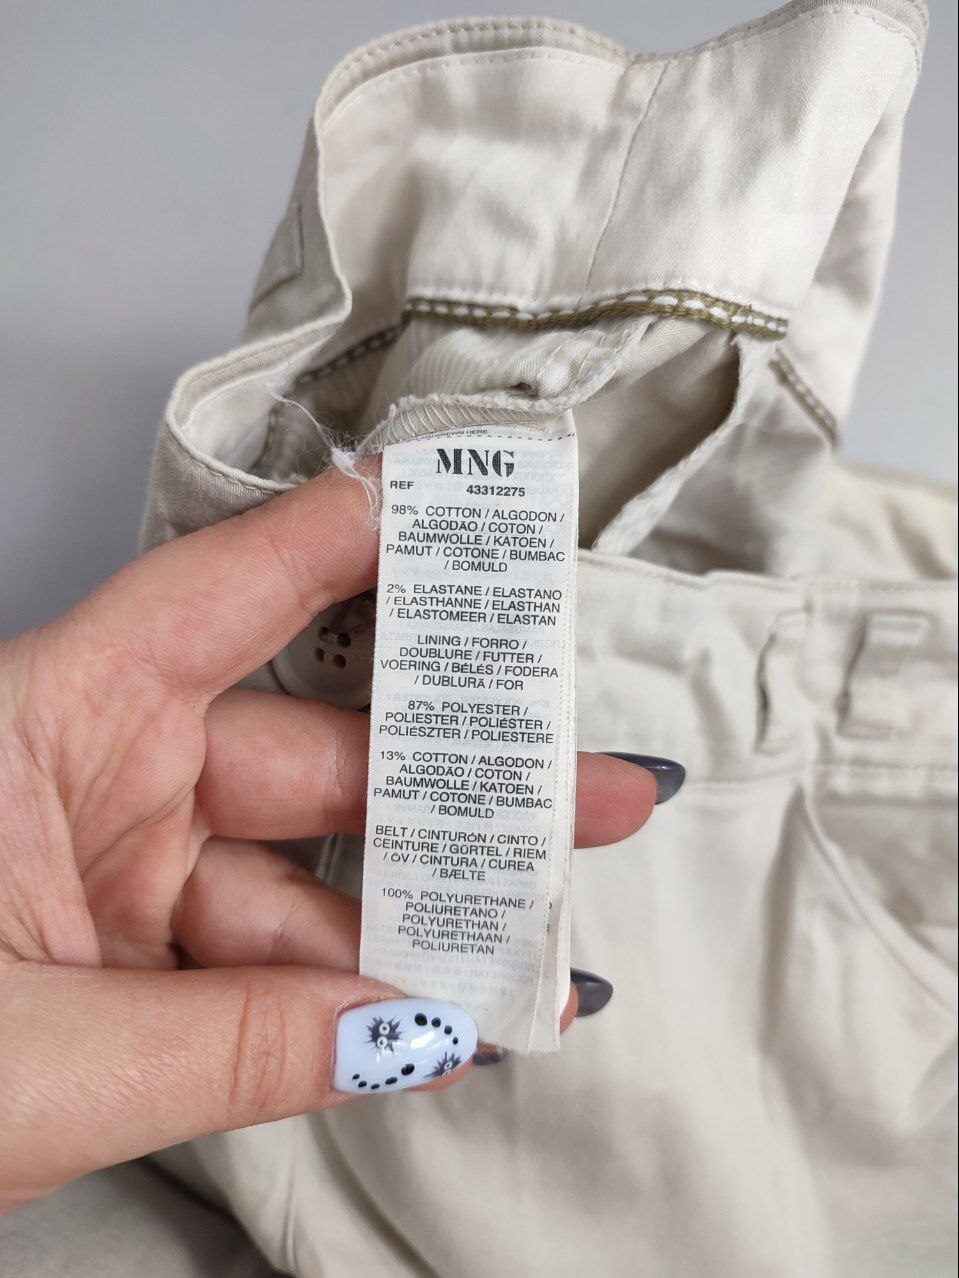 MNG
REF 43312275
98% COTTON / ALGODON /
ALGODÃO / COTON /
BAUMWOLLE / KATOEN /
PAMUT / COTONE / BUMBAC
/ BOMULD
2% ELASTANE / ELASTANO
/ ELASTHANNE / ELASTHAN
/ ELASTOMEER / ELASTAN
LINING / FORRO /
DOUBLURE / FUTTER /
VOERING / BÉLÉS / FODERA
/ DUBLURĂ / FOR
87% POLYESTER /
POLIESTER / POLIÉSTER /
POLIÉSZTER / POLIESTERE
13% COTTON / ALGODON /
ALGODÃO / COTON /
BAUMWOLLE / KATOEN /
PAMUT / COTONE / BUMBAC
/ BOMULD
BELT / CINTURÓN / CINTO /
CEINTURE / GÜRTEL / RIEM
/ ÖV / CINTURA / CUREA
/ BÆLTE
100% POLYURETHANE /
POLIURETANO /
POLYURETHAN /
POLYURETHAAN /
POLIURETAN